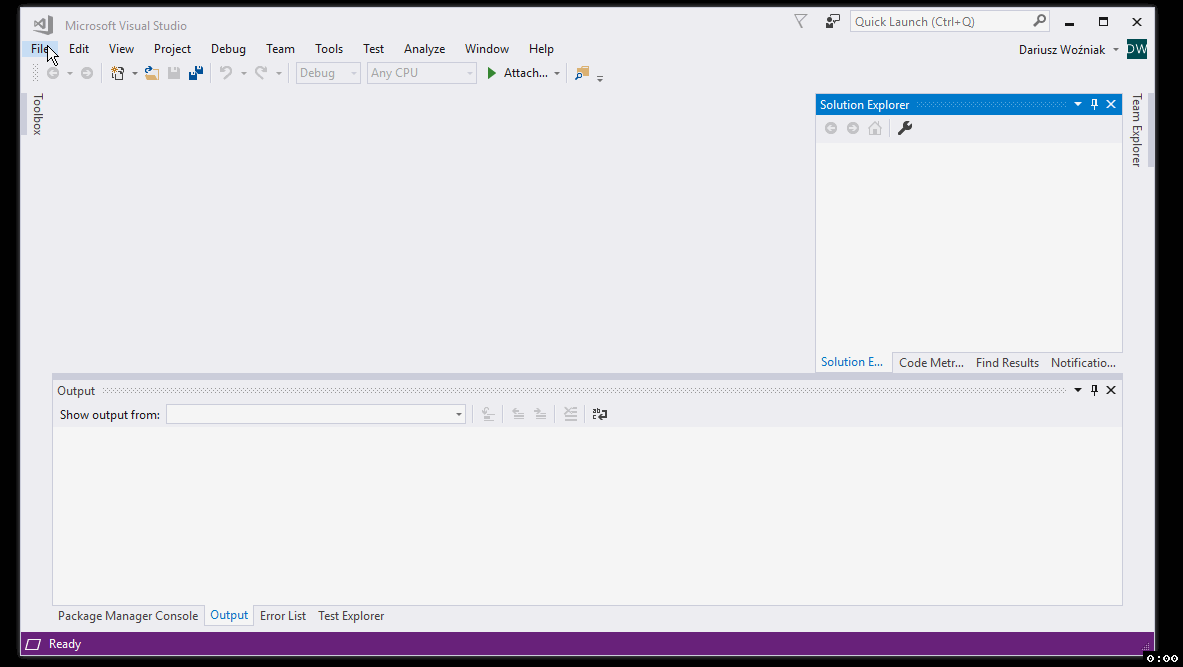 Microsoft Visual Studio
Quick Launch (Ctrl+Q)
File Edit View Project Debug Team Tools Test Analyze Window Help
Dariusz Woźniak DW
Debug Any CPU Attach...
Toolbox
Solution Explorer
Team Explorer
Solution E... Code Metr... Find Results Notificatio...
Output
Show output from:
Package Manager Console Output Error List Test Explorer
Ready
0:00